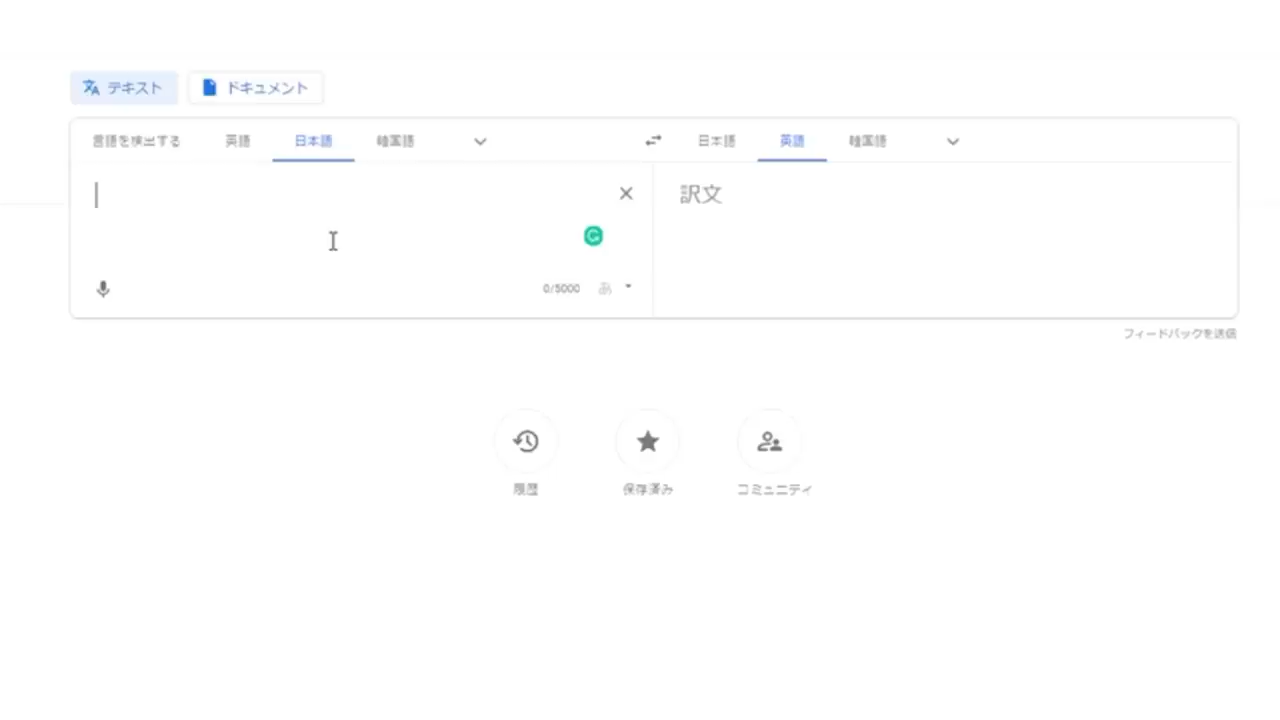 テキスト ドキュメント
言語を検出する 英語 日本語 韓国語 日本語 英語 韓国語
訳文
0/5000 あ
フィードバックを送信
履歴 保存済み コミュニティ